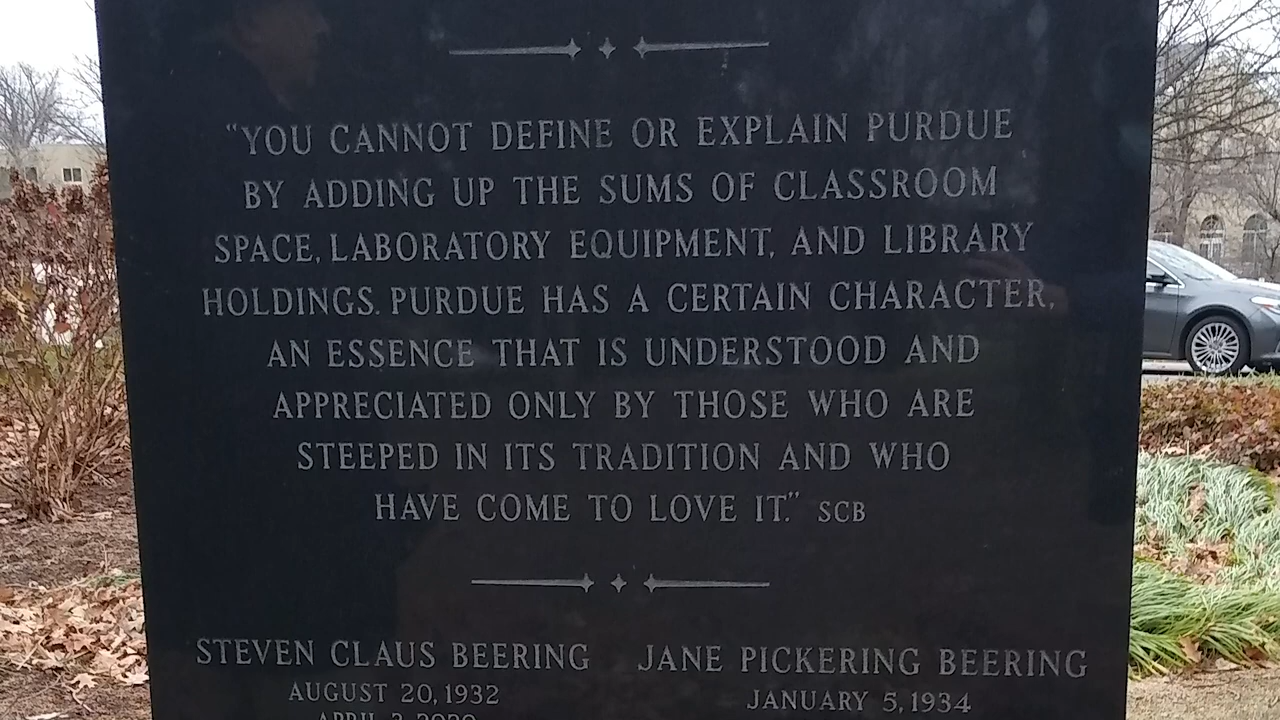 “YOU CANNOT DEFINE OR EXPLAIN PURDUE
BY ADDING UP THE SUMS OF CLASSROOM
SPACE, LABORATORY EQUIPMENT, AND LIBRARY
HOLDINGS. PURDUE HAS A CERTAIN CHARACTER,
AN ESSENCE THAT IS UNDERSTOOD AND
APPRECIATED ONLY BY THOSE WHO ARE
STEEPED IN ITS TRADITION AND WHO
HAVE COME TO LOVE IT.” SCB
STEVEN CLAUS BEERING JANE PICKERING BEERING
AUGUST 20, 1932 JANUARY 5, 1934
APRIL 3, 2020